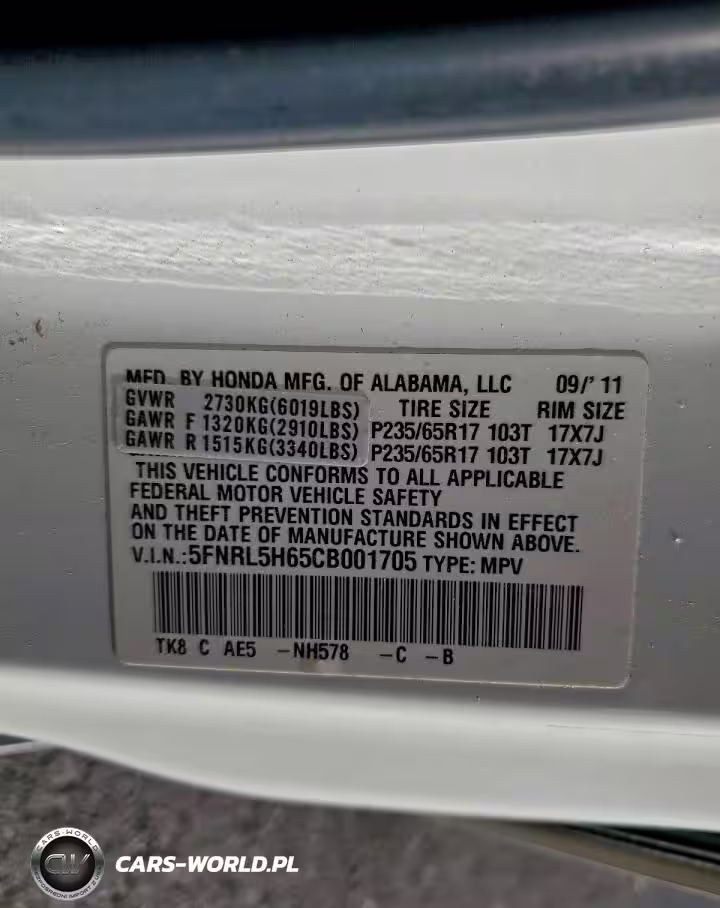 MFD. BY HONDA MFG. OF ALABAMA, LLC 09/' 11
GVWR 2730KG(6019LBS) TIRE SIZE RIM SIZE
GAWR F 1320KG(2910LBS) P235/65R17 103T 17X7J
GAWR R 1515KG(3340LBS) P235/65R17 103T 17X7J
THIS VEHICLE CONFORMS TO ALL APPLICABLE
FEDERAL MOTOR VEHICLE SAFETY
AND THEFT PREVENTION STANDARDS IN EFFECT
ON THE DATE OF MANUFACTURE SHOWN ABOVE.
V.I.N.:5FNRL5H65CB001705 TYPE: MPV
TK8 C AE5 -NH578 -C -B
CARS-WORLD
CW
CARS-WORLD.PL